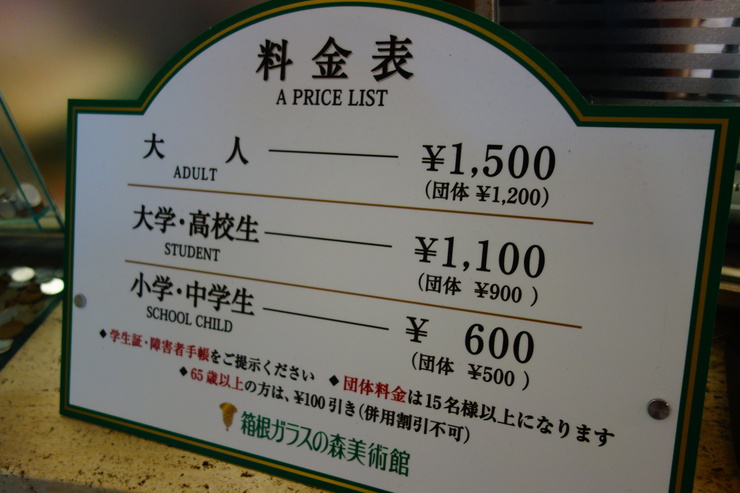 料金表
A PRICE LIST
大　人 ¥1,500
ADULT (団体 ¥1,200)
大学・高校生 ¥1,100
STUDENT (団体 ¥900 )
小学・中学生 ¥ 600
SCHOOL CHILD (団体 ¥500 )
◆学生証・障害者手帳をご提示ください ◆団体料金は15名様以上になります
◆65歳以上の方は、¥100引き(併用割引不可)
箱根ガラスの森美術館